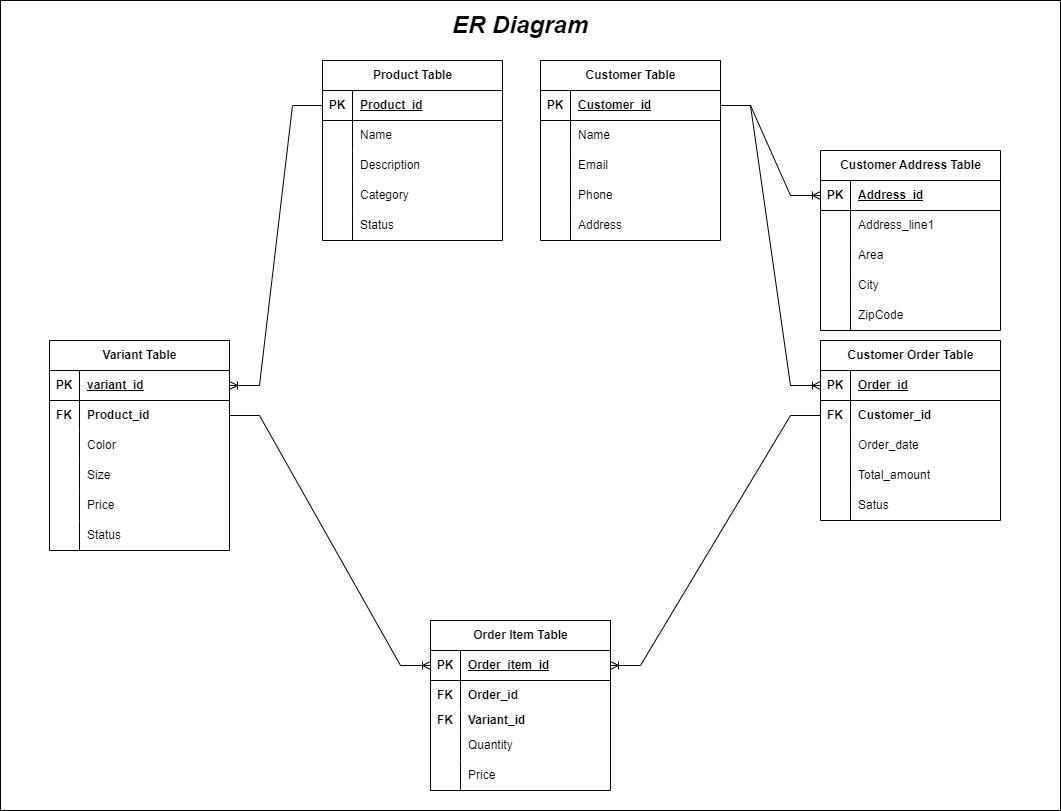 ER Diagram
Product Table
PK Product_id
Name
Description
Category
Status
Customer Table
PK Customer_id
Name
Email
Phone
Address
Customer Address Table
PK Address_id
Address_line1
Area
City
ZipCode
Variant Table
PK variant_id
FK Product_id
Color
Size
Price
Status
Customer Order Table
PK Order_id
FK Customer_id
Order_date
Total_amount
Satus
Order Item Table
PK Order_item_id
FK Order_id
FK Variant_id
Quantity
Price